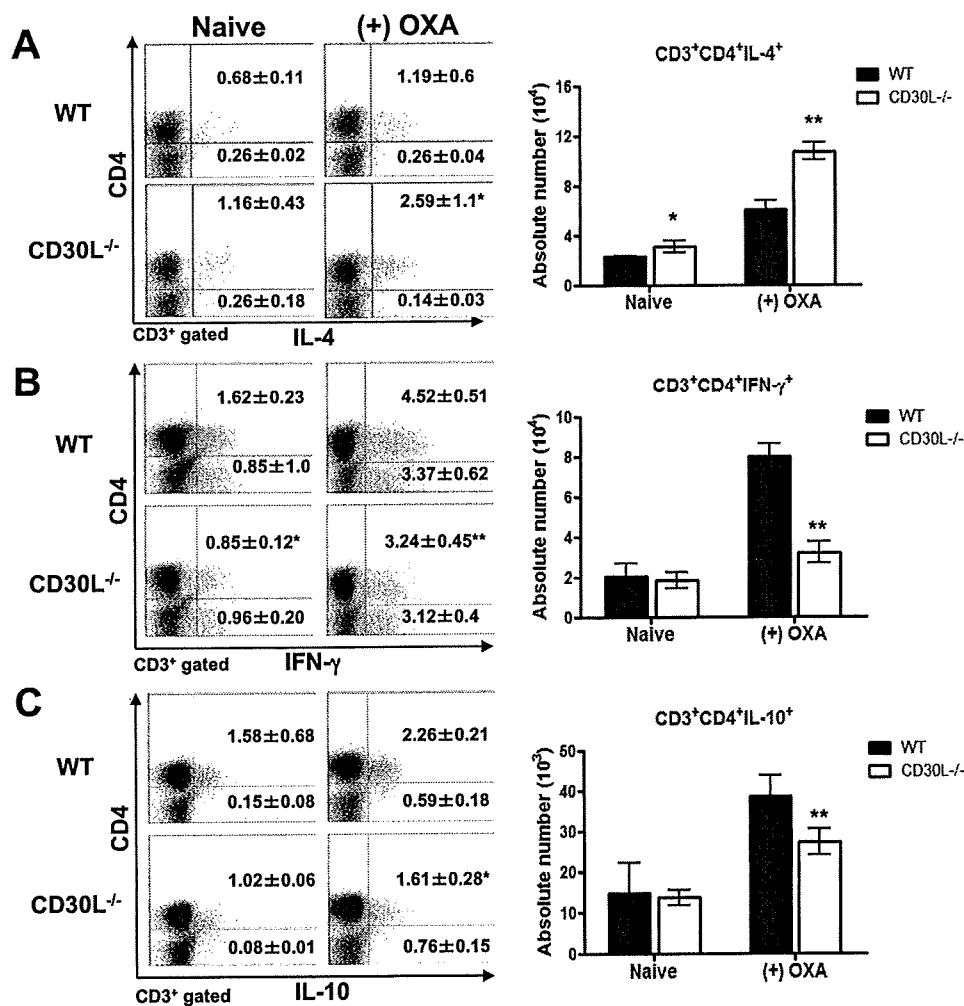 Naive (+) OXA
A
WT
CD30L-/-
CD4
0.68±0.11
1.19±0.6
0.26±0.02
0.26±0.04
1.16±0.43
2.59±1.1*
0.26±0.18
0.14±0.03
CD3+ gated
IL-4
CD3+CD4+IL-4+
WT
CD30L-/-
Absolute number (10^4)
16
12
8
4
0
*
**
Naive (+) OXA
B
WT
CD30L-/-
CD4
1.62±0.23
4.52±0.51
0.85±1.0
3.37±0.62
0.85±0.12*
3.24±0.45**
0.96±0.20
3.12±0.4
CD3+ gated
IFN-γ
CD3+CD4+IFN-γ+
WT
CD30L-/-
Absolute number (10^4)
10
8
6
4
2
0
**
Naive (+) OXA
C
WT
CD30L-/-
CD4
1.58±0.68
2.26±0.21
0.15±0.08
0.59±0.18
1.02±0.06
1.61±0.28*
0.08±0.01
0.76±0.15
CD3+ gated
IL-10
CD3+CD4+IL-10+
WT
CD30L-/-
Absolute number (10^3)
50
40
30
20
10
0
**
Naive (+) OXA